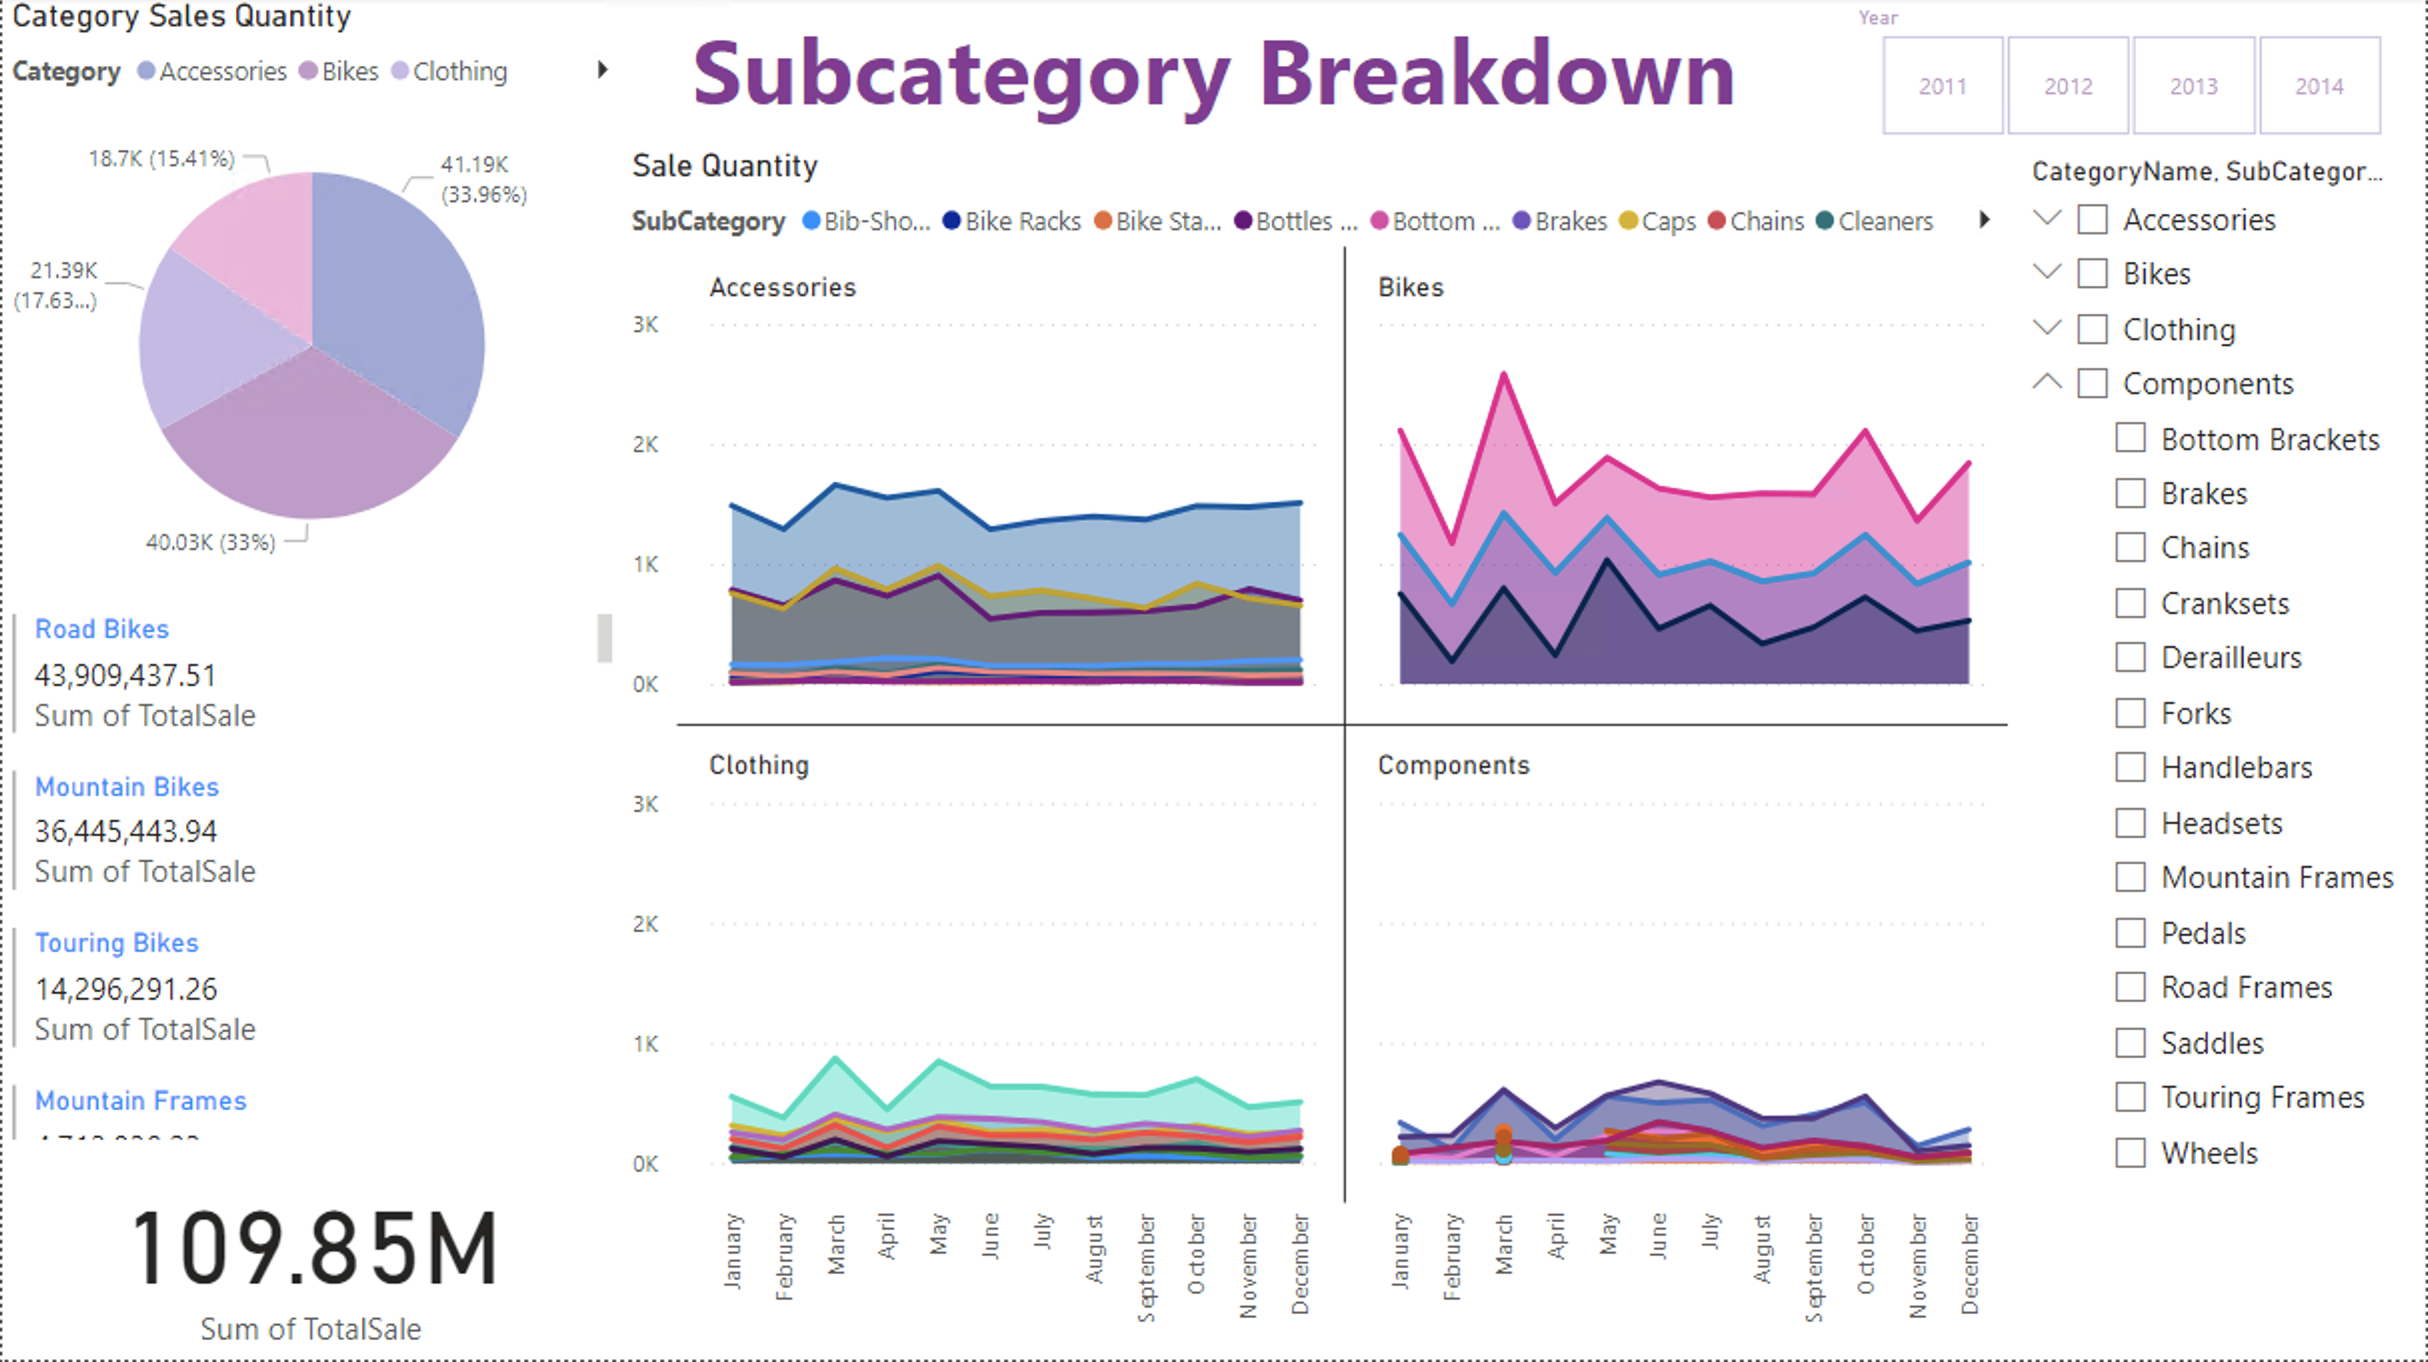 Category Sales Quantity
Category Accessories Bikes Clothing
18.7K (15.41%)
41.19K
(33.96%)
21.39K
(17.63...)
40.03K (33%)
Road Bikes
43,909,437.51
Sum of TotalSale
Mountain Bikes
36,445,443.94
Sum of TotalSale
Touring Bikes
14,296,291.26
Sum of TotalSale
Mountain Frames
109.85M
Sum of TotalSale
Subcategory Breakdown
Sale Quantity
SubCategory Bib-Sho... Bike Racks Bike Sta... Bottles ... Bottom ... Brakes Caps Chains Cleaners
Accessories
Bikes
3K
2K
1K
0K
Clothing
Components
3K
2K
1K
0K
January
February
March
April
May
June
July
August
September
October
November
December
January
February
March
April
May
June
July
August
September
October
November
December
Year
2011 2012 2013 2014
CategoryName, SubCategor...
Accessories
Bikes
Clothing
Components
Bottom Brackets
Brakes
Chains
Cranksets
Derailleurs
Forks
Handlebars
Headsets
Mountain Frames
Pedals
Road Frames
Saddles
Touring Frames
Wheels